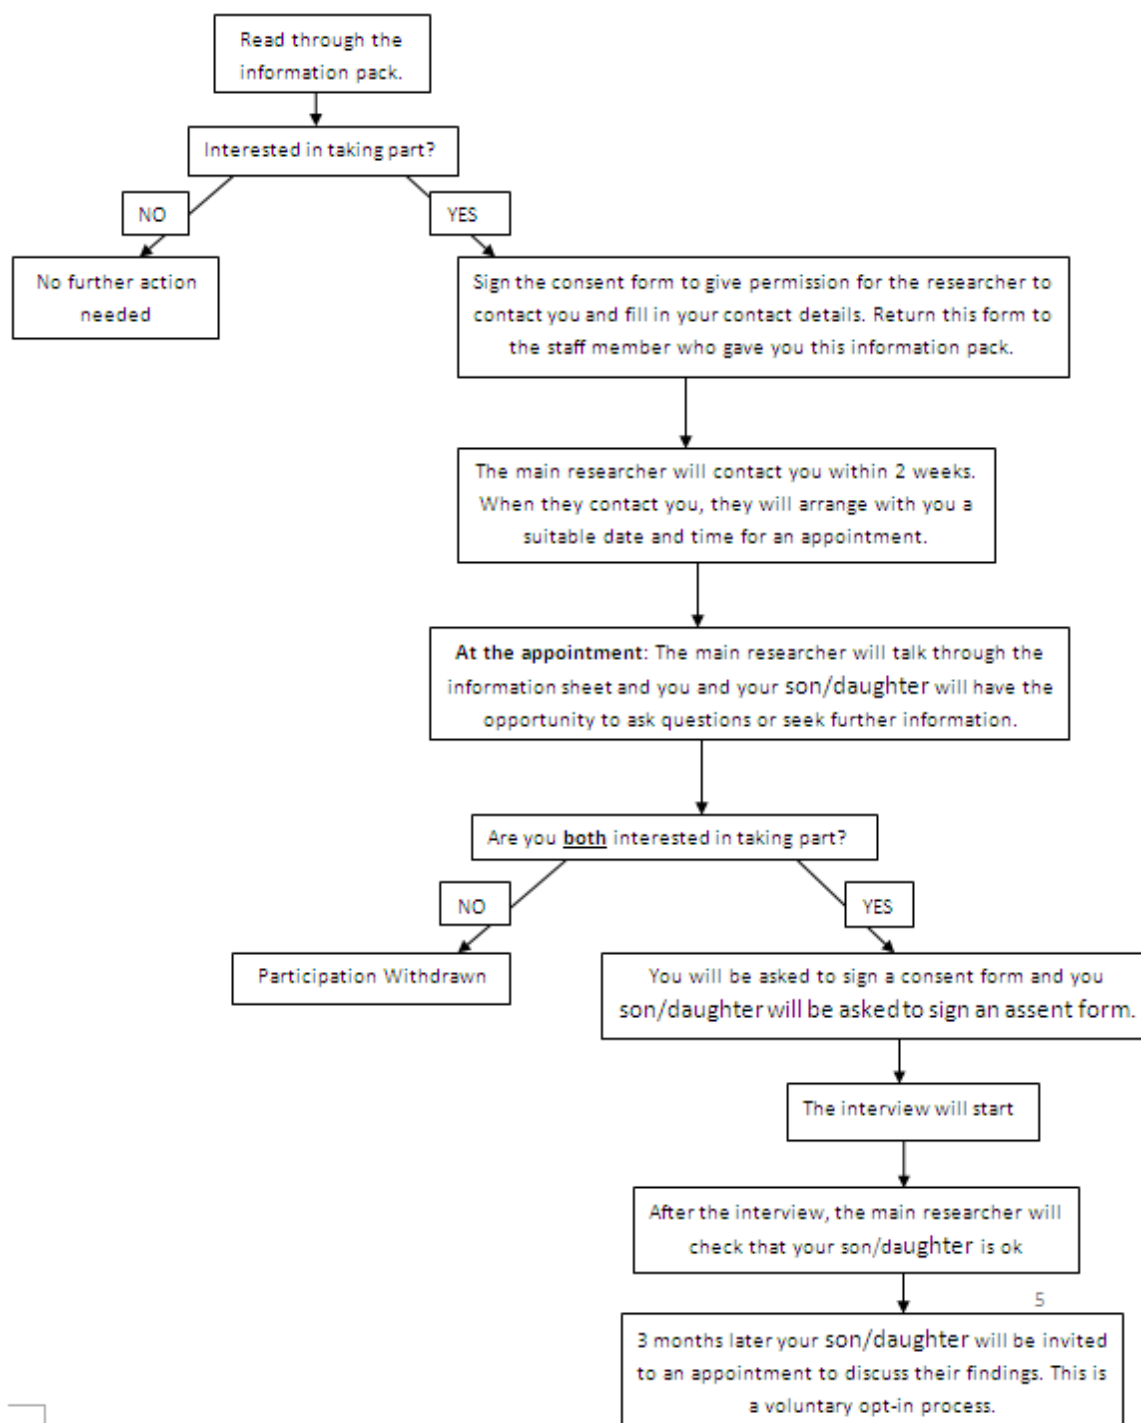 Read through the
information pack.
Interested in taking part?
NO
YES
No further action
needed
Sign the consent form to give permission for the researcher to
contact you and fill in your contact details. Return this form to
the staff member who gave you this information pack.
The main researcher will contact you within 2 weeks.
When they contact you, they will arrange with you a
suitable date and time for an appointment.
At the appointment: The main researcher will talk through the
information sheet and you and your son/daughter will have the
opportunity to ask questions or seek further information.
Are you both interested in taking part?
NO
YES
Participation Withdrawn
You will be asked to sign a consent form and you
son/daughter will be asked to sign an assent form.
The interview will start
After the interview, the main researcher will
check that your son/daughter is ok
5
3 months later your son/daughter will be invited
to an appointment to discuss their findings. This is
a voluntary opt-in process.